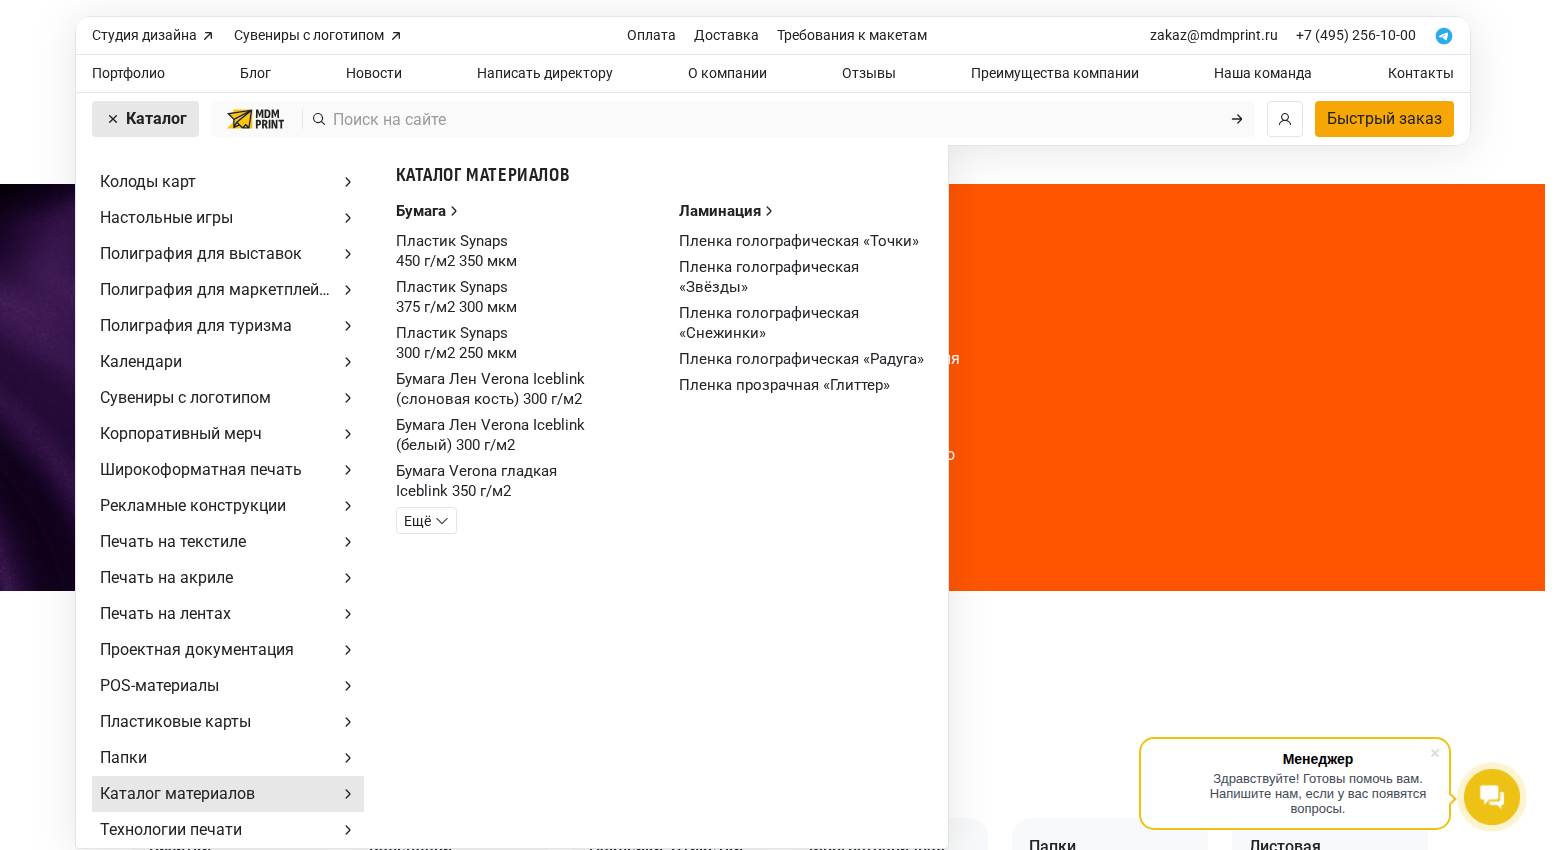 Студия дизайна
Сувениры с логотипом
Оплата
Доставка
Требования к макетам
zakaz@mdmprint.ru
+7 (495) 256-10-00
Портфолио
Блог
Новости
Написать директору
О компании
Отзывы
Преимущества компании
Наша команда
Контакты
Каталог
MDM
PRINT
Поиск на сайте
Быстрый заказ
Колоды карт
Настольные игры
Полиграфия для выставок
Полиграфия для маркетплей...
Полиграфия для туризма
Календари
Сувениры с логотипом
Корпоративный мерч
Широкоформатная печать
Рекламные конструкции
Печать на текстиле
Печать на акриле
Печать на лентах
Проектная документация
POS-материалы
Пластиковые карты
Папки
Каталог материалов
Технологии печати
КАТАЛОГ МАТЕРИАЛОВ
Бумага
Пластик Synaps
450 г/м2 350 мкм
Пластик Synaps
375 г/м2 300 мкм
Пластик Synaps
300 г/м2 250 мкм
Бумага Лен Verona Iceblink
(слоновая кость) 300 г/м2
Бумага Лен Verona Iceblink
(белый) 300 г/м2
Бумага Verona гладкая
Iceblink 350 г/м2
Ещё
Ламинация
Пленка голографическая «Точки»
Пленка голографическая
«Звёзды»
Пленка голографическая
«Снежинки»
Пленка голографическая «Радуга»
Пленка прозрачная «Глиттер»
Менеджер
Здравствуйте! Готовы помочь вам.
Напишите нам, если у вас появятся
вопросы.
Папки
Листовая